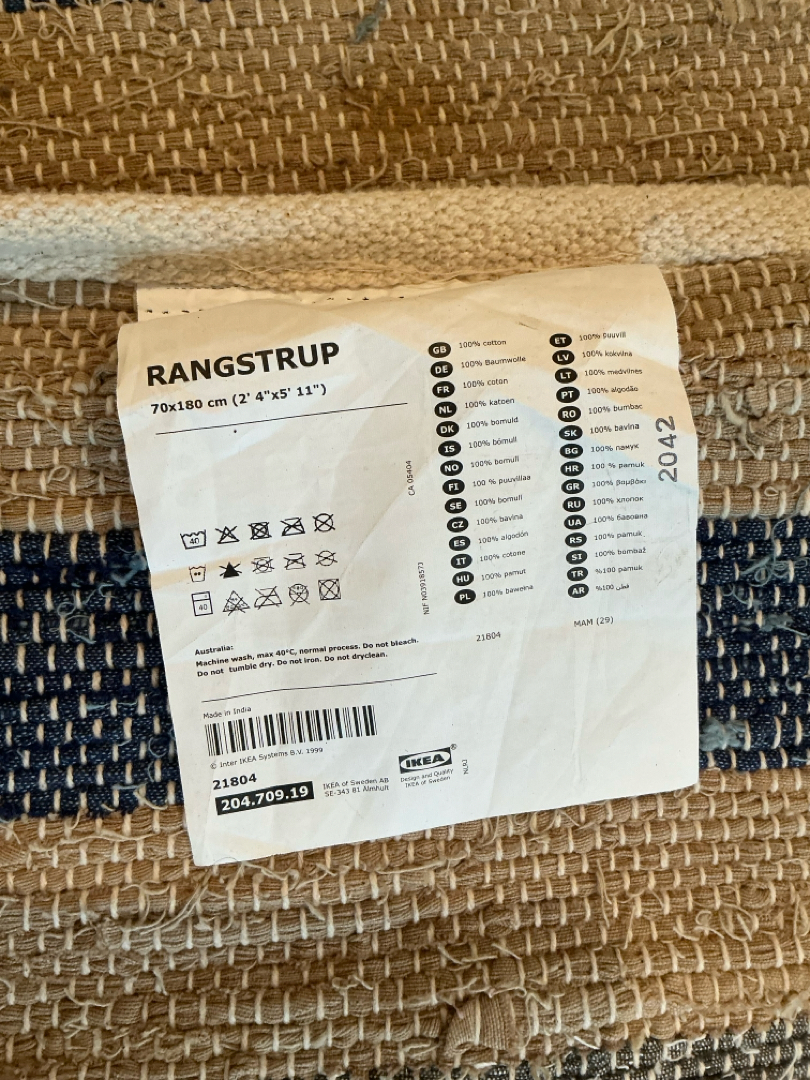 RANGSTRUP
70x180 cm (2' 4"x5' 11")
CA 05404
NIF N03918573
40
40
Australia:
Machine wash, max 40°C, normal process. Do not bleach.
Do not tumble dry. Do not iron. Do not dryclean.
Made in India
© Inter IKEA Systems B.V. 1999
21804
204.709.19
IKEA of Sweden AB
SE-343 81 Älmhult
IKEA®
Design and Quality
IKEA of Sweden
GB 100% cotton
DE 100% Baumwolle
FR 100% coton
NL 100% katoen
DK 100% bomuld
IS 100% bómull
NO 100% bomull
FI 100 % puuvillaa
SE 100% bomull
CZ 100% bavlna
ES 100% algodón
IT 100% cotone
HU 100% pamut
PL 100% bawełna
21804
ET 100% puuvill
LV 100% kokvilna
LT 100% medvilnės
PT 100% algodão
RO 100% bumbac
SK 100% bavlna
BG 100% памук
HR 100 % pamuk
GR 100% βαμβάκι
RU 100% хлопок
UA 100% бавовна
RS 100% pamuk
SI 100% bombaž
TR %100 pamuk
AR %100 قطن
MAM (29)
2042